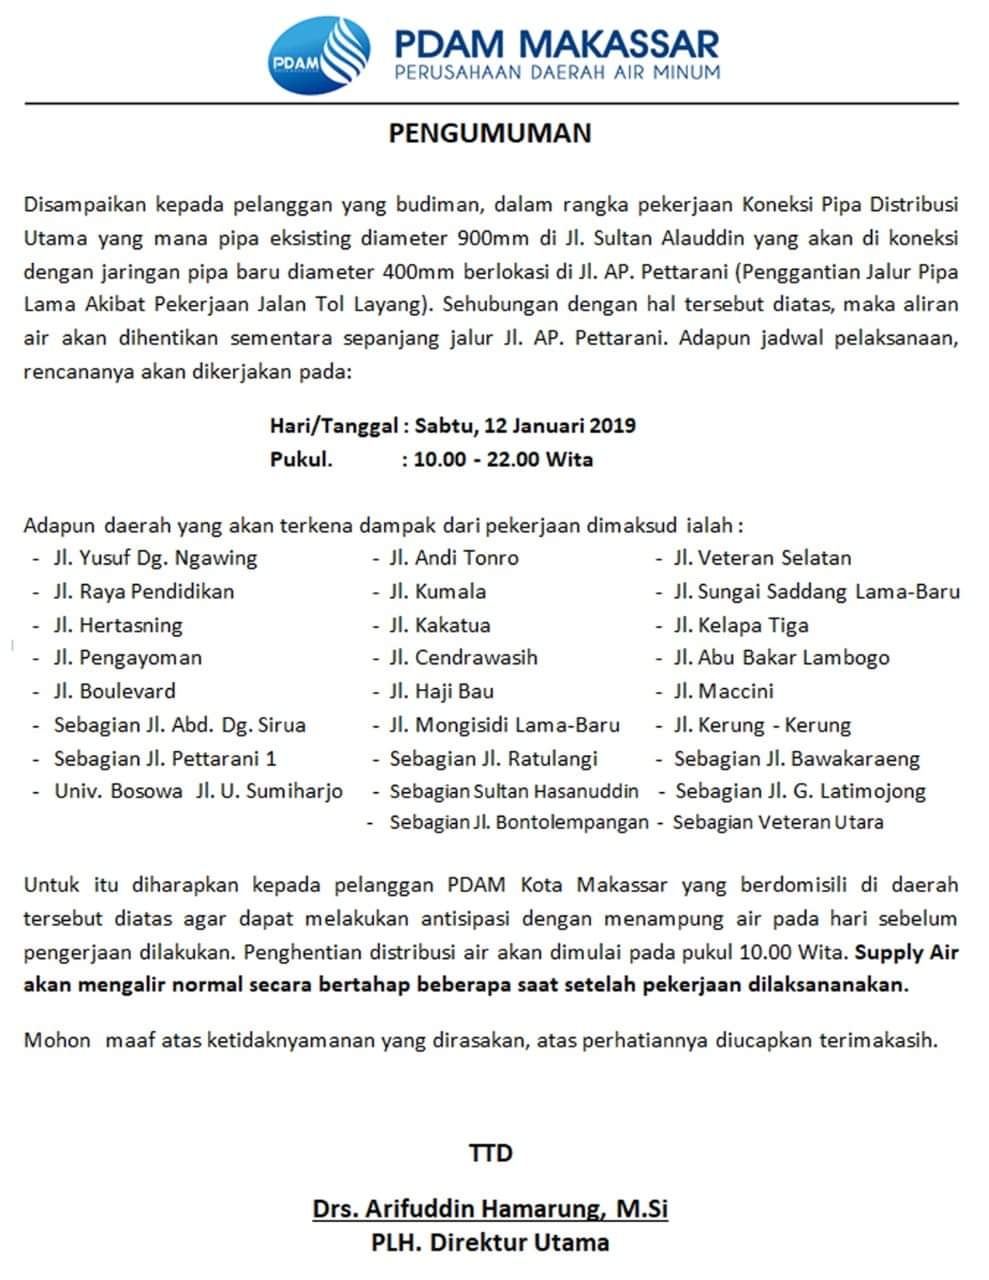 PDAM
PDAM MAKASSAR
PERUSAHAAN DAERAH AIR MINUM
PENGUMUMAN
Disampaikan kepada pelanggan yang budiman, dalam rangka pekerjaan Koneksi Pipa Distribusi
Utama yang mana pipa eksisting diameter 900mm di Jl. Sultan Alauddin yang akan di koneksi
dengan jaringan pipa baru diameter 400mm berlokasi di Jl. AP. Pettarani (Penggantian Jalur Pipa
Lama Akibat Pekerjaan Jalan Tol Layang). Sehubungan dengan hal tersebut diatas, maka aliran
air akan dihentikan sementara sepanjang jalur Jl. AP. Pettarani. Adapun jadwal pelaksanaan,
rencananya akan dikerjakan pada:
Hari/Tanggal : Sabtu, 12 Januari 2019
Pukul. : 10.00 - 22.00 Wita
Adapun daerah yang akan terkena dampak dari pekerjaan dimaksud ialah :
- Jl. Yusuf Dg. Ngawing - Jl. Andi Tonro - Jl. Veteran Selatan
- Jl. Raya Pendidikan - Jl. Kumala - Jl. Sungai Saddang Lama-Baru
- Jl. Hertasning - Jl. Kakatua - Jl. Kelapa Tiga
- Jl. Pengayoman - Jl. Cendrawasih - Jl. Abu Bakar Lambogo
- Jl. Boulevard - Jl. Haji Bau - Jl. Maccini
- Sebagian Jl. Abd. Dg. Sirua - Jl. Mongisidi Lama-Baru - Jl. Kerung - Kerung
- Sebagian Jl. Pettarani 1 - Sebagian Jl. Ratulangi - Sebagian Jl. Bawakaraeng
- Univ. Bosowa Jl. U. Sumiharjo - Sebagian Sultan Hasanuddin - Sebagian Jl. G. Latimojong
- Sebagian Jl. Bontolempangan - Sebagian Veteran Utara
Untuk itu diharapkan kepada pelanggan PDAM Kota Makassar yang berdomisili di daerah
tersebut diatas agar dapat melakukan antisipasi dengan menampung air pada hari sebelum
pengerjaan dilakukan. Penghentian distribusi air akan dimulai pada pukul 10.00 Wita. Supply Air
akan mengalir normal secara bertahap beberapa saat setelah pekerjaan dilaksananakan.
Mohon maaf atas ketidaknyamanan yang dirasakan, atas perhatiannya diucapkan terimakasih.
TTD
Drs. Arifuddin Hamarung, M.Si
PLH. Direktur Utama